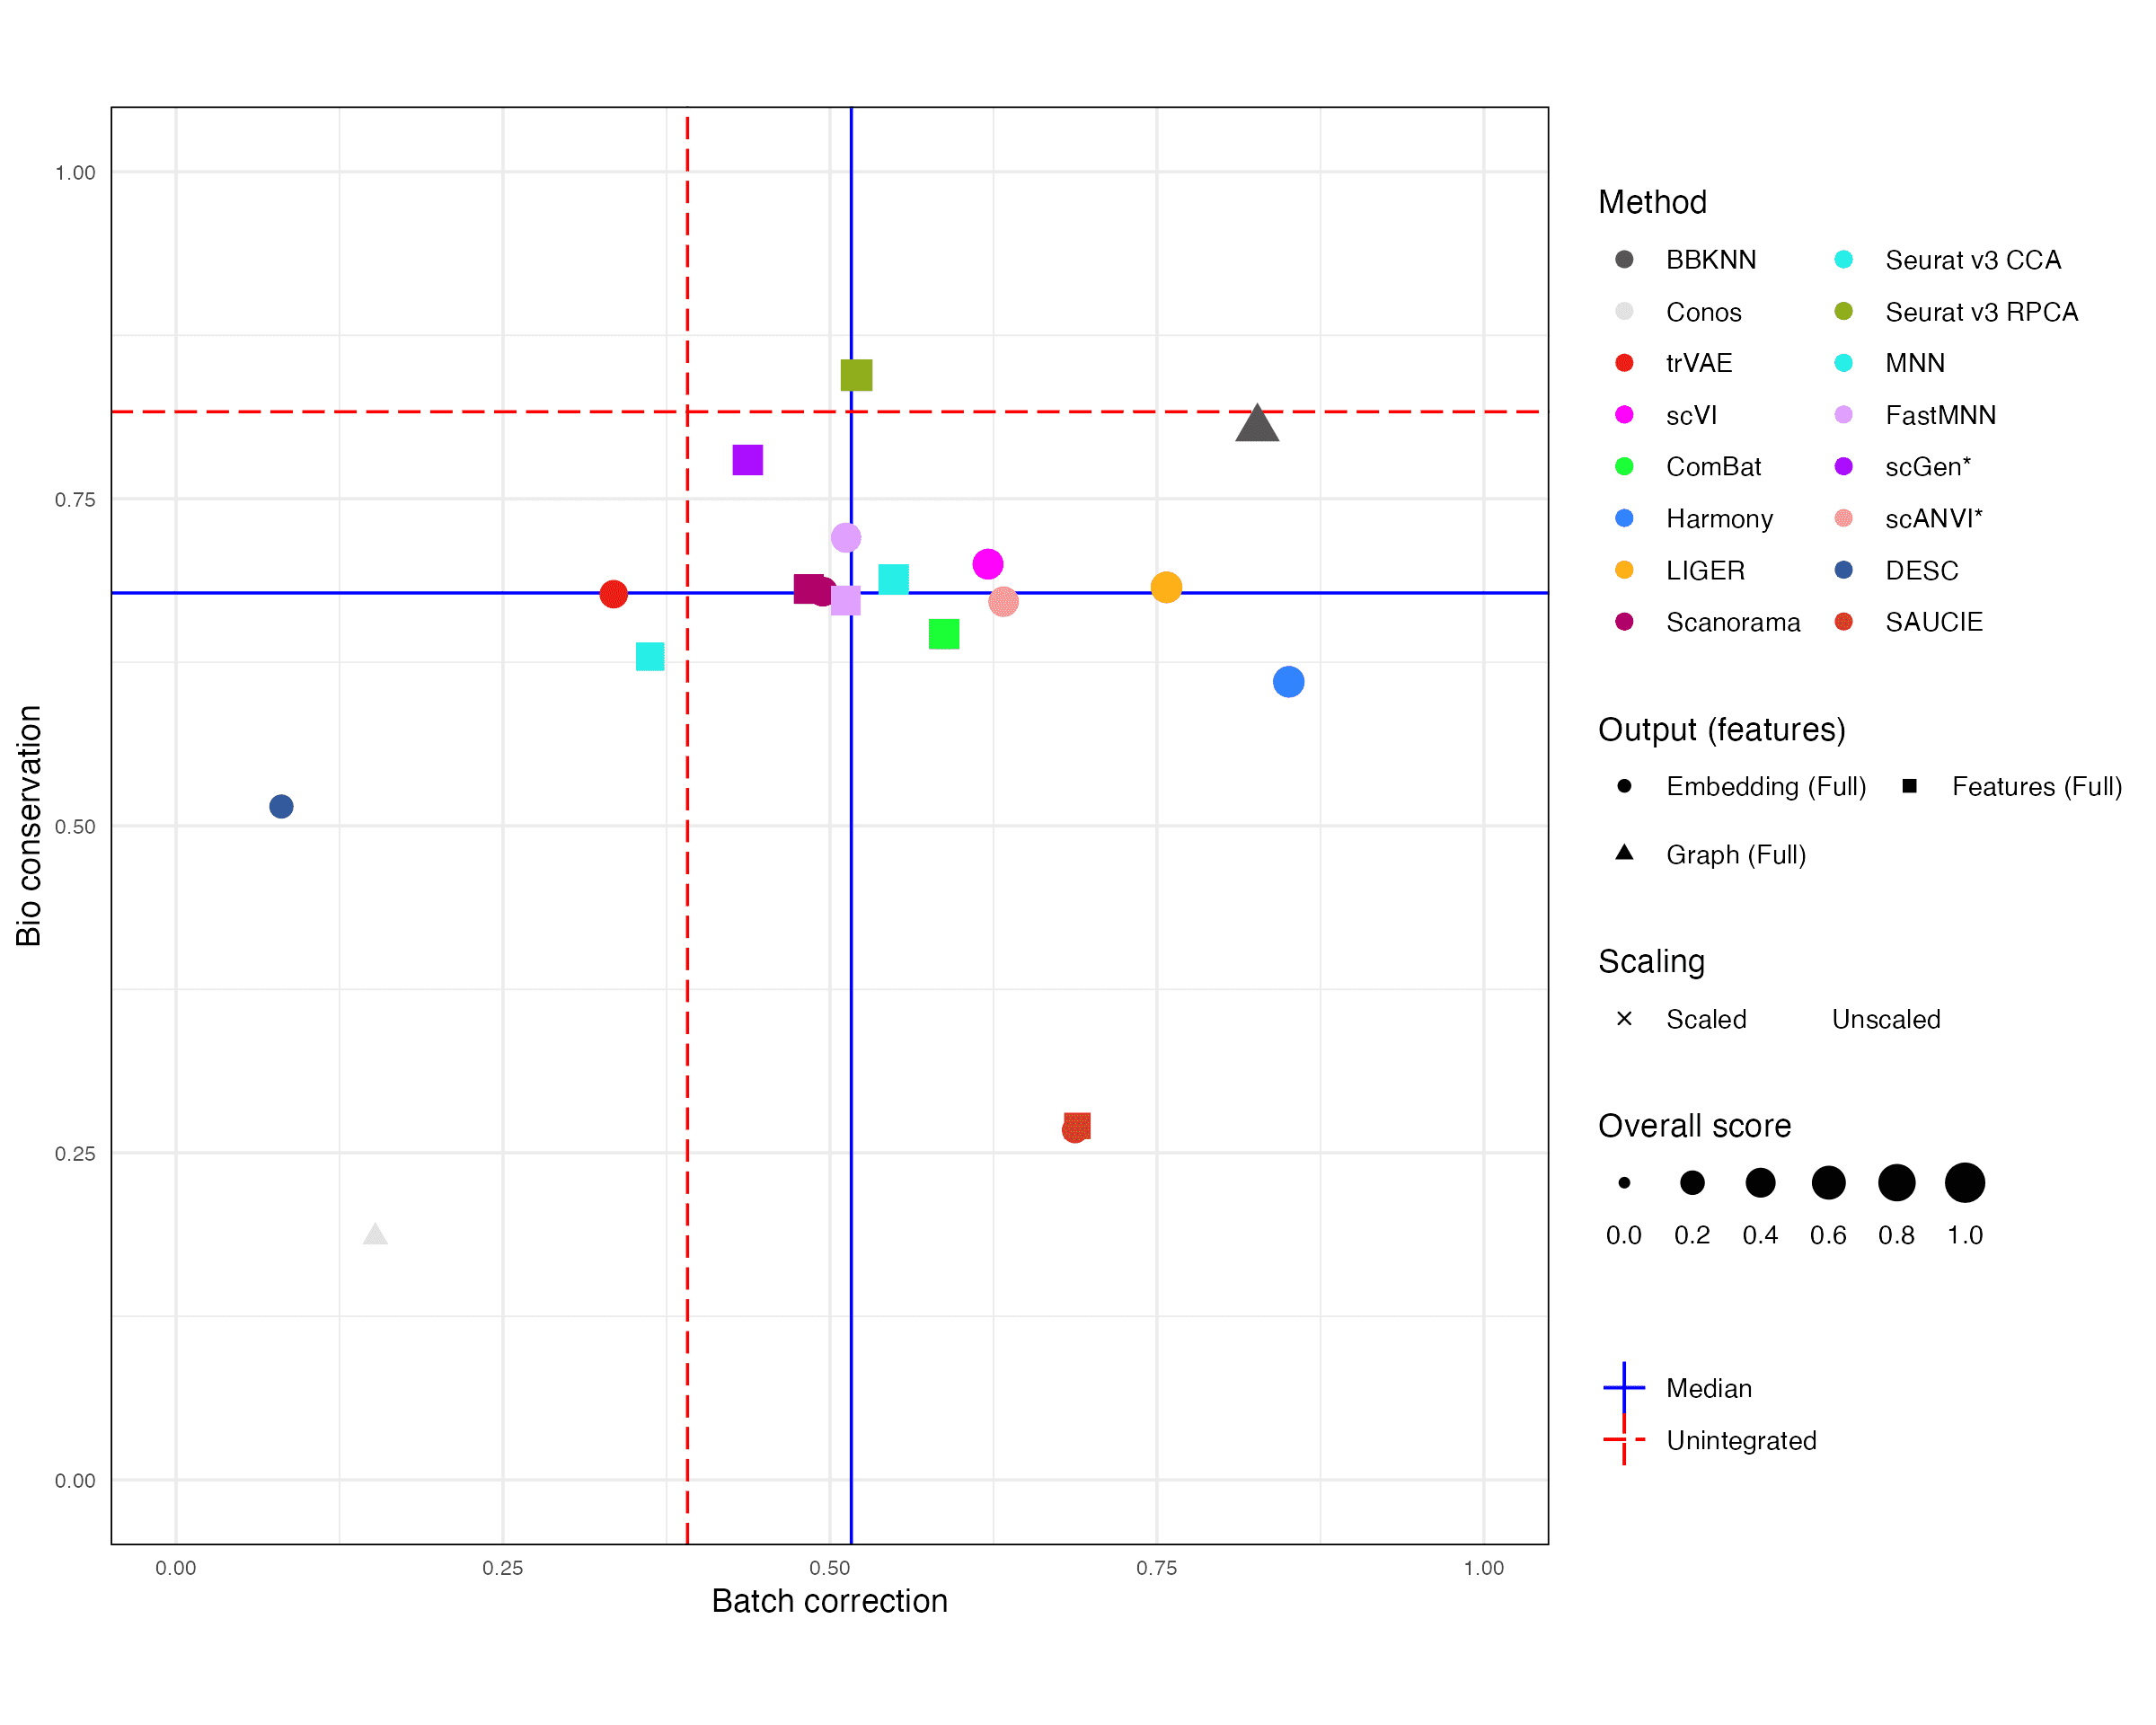 1.00
0.75
0.50
0.25
0.00
Bio conservation
0.00 0.25 0.50 0.75 1.00
Batch correction
Method
BBKNN Seurat v3 CCA
Conos Seurat v3 RPCA
trVAE MNN
scVI FastMNN
ComBat scGen*
Harmony scANVI*
LIGER DESC
Scanorama SAUCIE
Output (features)
Embedding (Full) Features (Full)
Graph (Full)
Scaling
Scaled Unscaled
Overall score
0.0 0.2 0.4 0.6 0.8 1.0
Median
Unintegrated